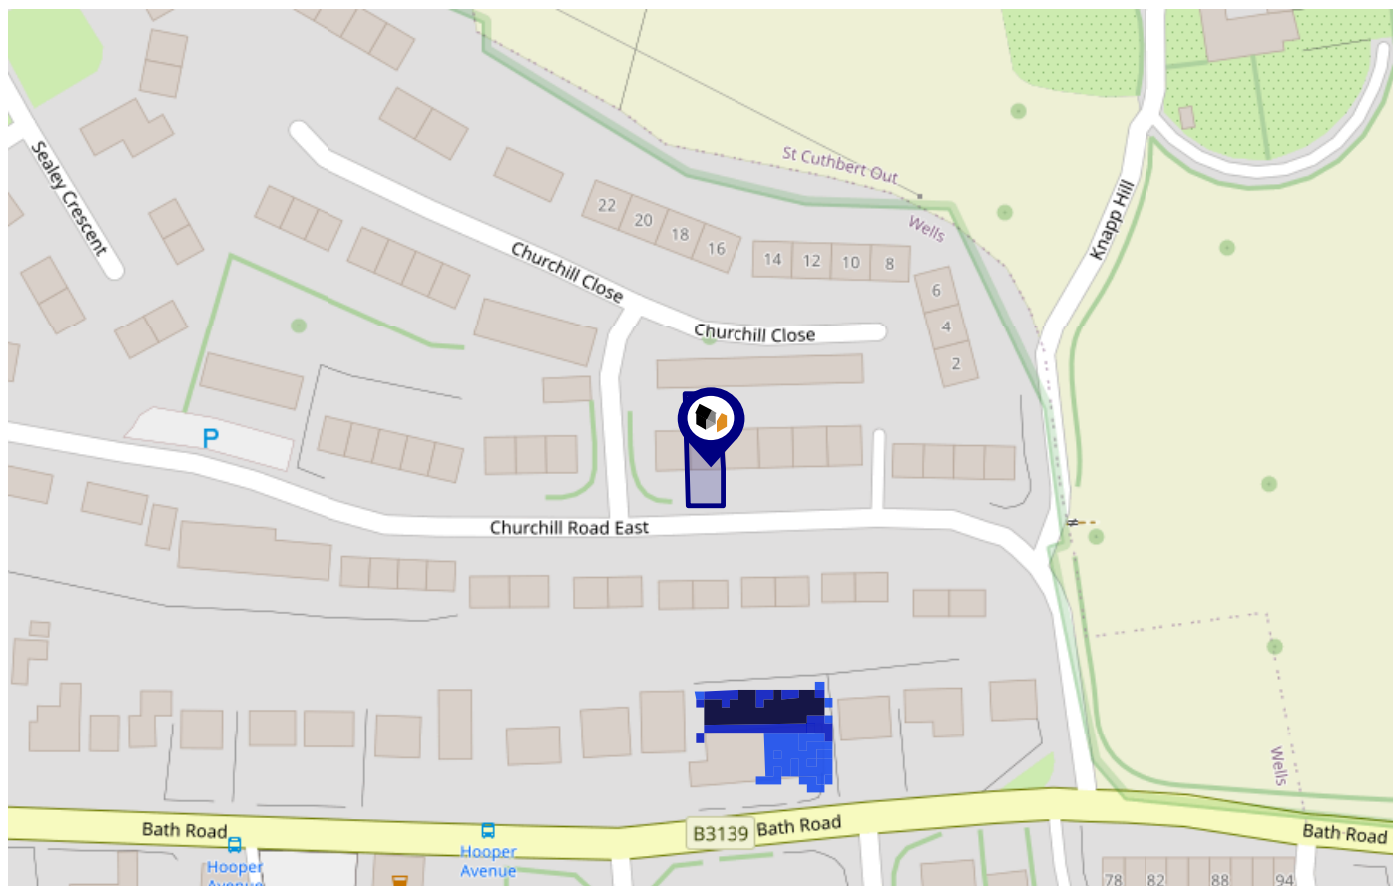 St Cuthbert Out
Sealey Crescent
Knapp Hill
22
20
18
16
Wells
14
12
10
8
Churchill Close
6
4
2
Churchill Close
P
Churchill Road East
Wells
Bath Road
B3139
Bath Road
Bath Road
Hooper
Avenue
Hooper
Avenue
78
82
88
94